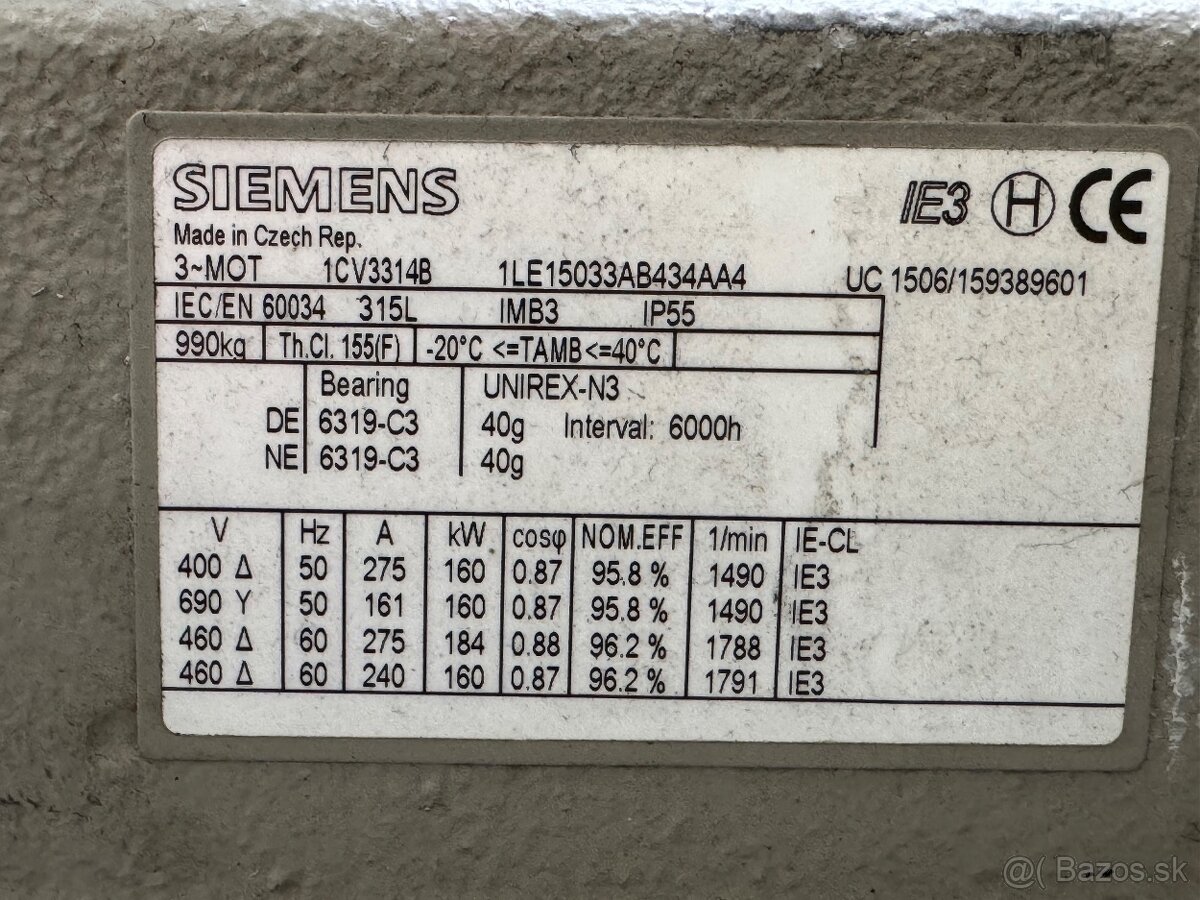 SIEMENS IE3 H CE
Made in Czech Rep.
3~MOT 1CV3314B 1LE15033AB434AA4 UC 1506/159389601
IEC/EN 60034 315L IMB3 IP55
990kg Th.Cl. 155(F) -20°C <=TAMB<=40°C
Bearing UNIREX-N3
DE 6319-C3 40g Interval: 6000h
NE 6319-C3 40g
V Hz A kW cosφ NOM.EFF 1/min IE-CL
400 Δ 50 275 160 0.87 95.8 % 1490 IE3
690 Y 50 161 160 0.87 95.8 % 1490 IE3
460 Δ 60 275 184 0.88 96.2 % 1788 IE3
460 Δ 60 240 160 0.87 96.2 % 1791 IE3
@( Bazos.sk